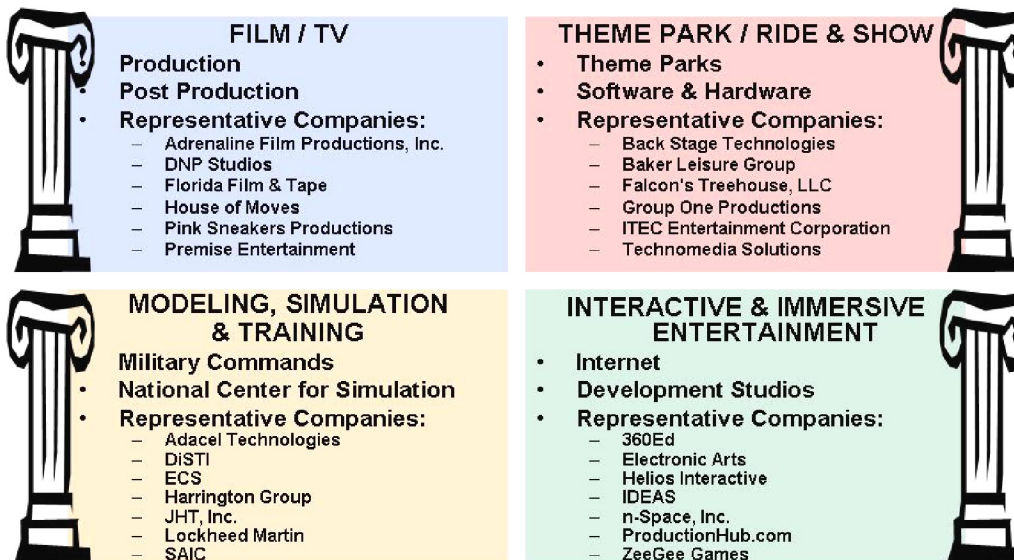 FILM / TV
Production
Post Production
• Representative Companies:
– Adrenaline Film Productions, Inc.
– DNP Studios
– Florida Film & Tape
– House of Moves
– Pink Sneakers Productions
– Premise Entertainment
THEME PARK / RIDE & SHOW
• Theme Parks
• Software & Hardware
• Representative Companies:
– Back Stage Technologies
– Baker Leisure Group
– Falcon's Treehouse, LLC
– Group One Productions
– ITEC Entertainment Corporation
– Technomedia Solutions
MODELING, SIMULATION
& TRAINING
Military Commands
• National Center for Simulation
• Representative Companies:
– Adacel Technologies
– DiSTI
– ECS
– Harrington Group
– JHT, Inc.
– Lockheed Martin
– SAIC
INTERACTIVE & IMMERSIVE
ENTERTAINMENT
• Internet
• Development Studios
• Representative Companies:
– 360Ed
– Electronic Arts
– Helios Interactive
– IDEAS
– n-Space, Inc.
– ProductionHub.com
– ZeeGee Games